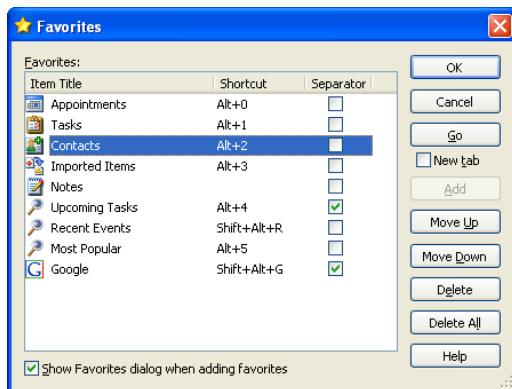 Favorites
Favorites:
Item Title Shortcut Separator
Appointments Alt+0
Tasks Alt+1
Contacts Alt+2
Imported Items Alt+3
Notes
Upcoming Tasks Alt+4
Recent Events Shift+Alt+R
Most Popular Alt+5
G Google Shift+Alt+G
Show Favorites dialog when adding favorites
OK
Cancel
Go
New tab
Add
Move Up
Move Down
Delete
Delete All
Help